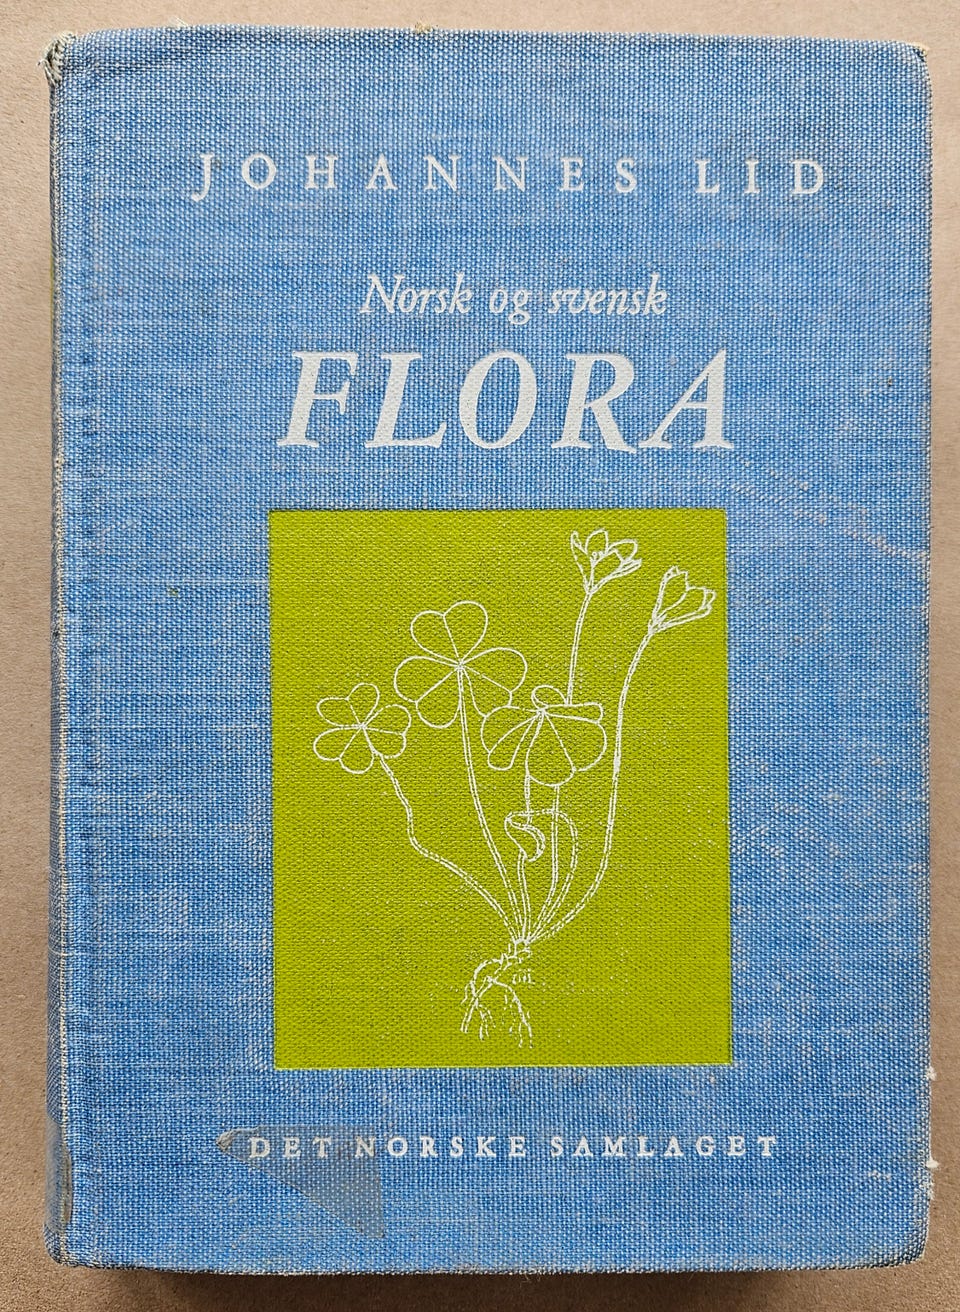 JOHANNES LID
Norsk og svensk
FLORA
DET NORSKE SAMLAGET